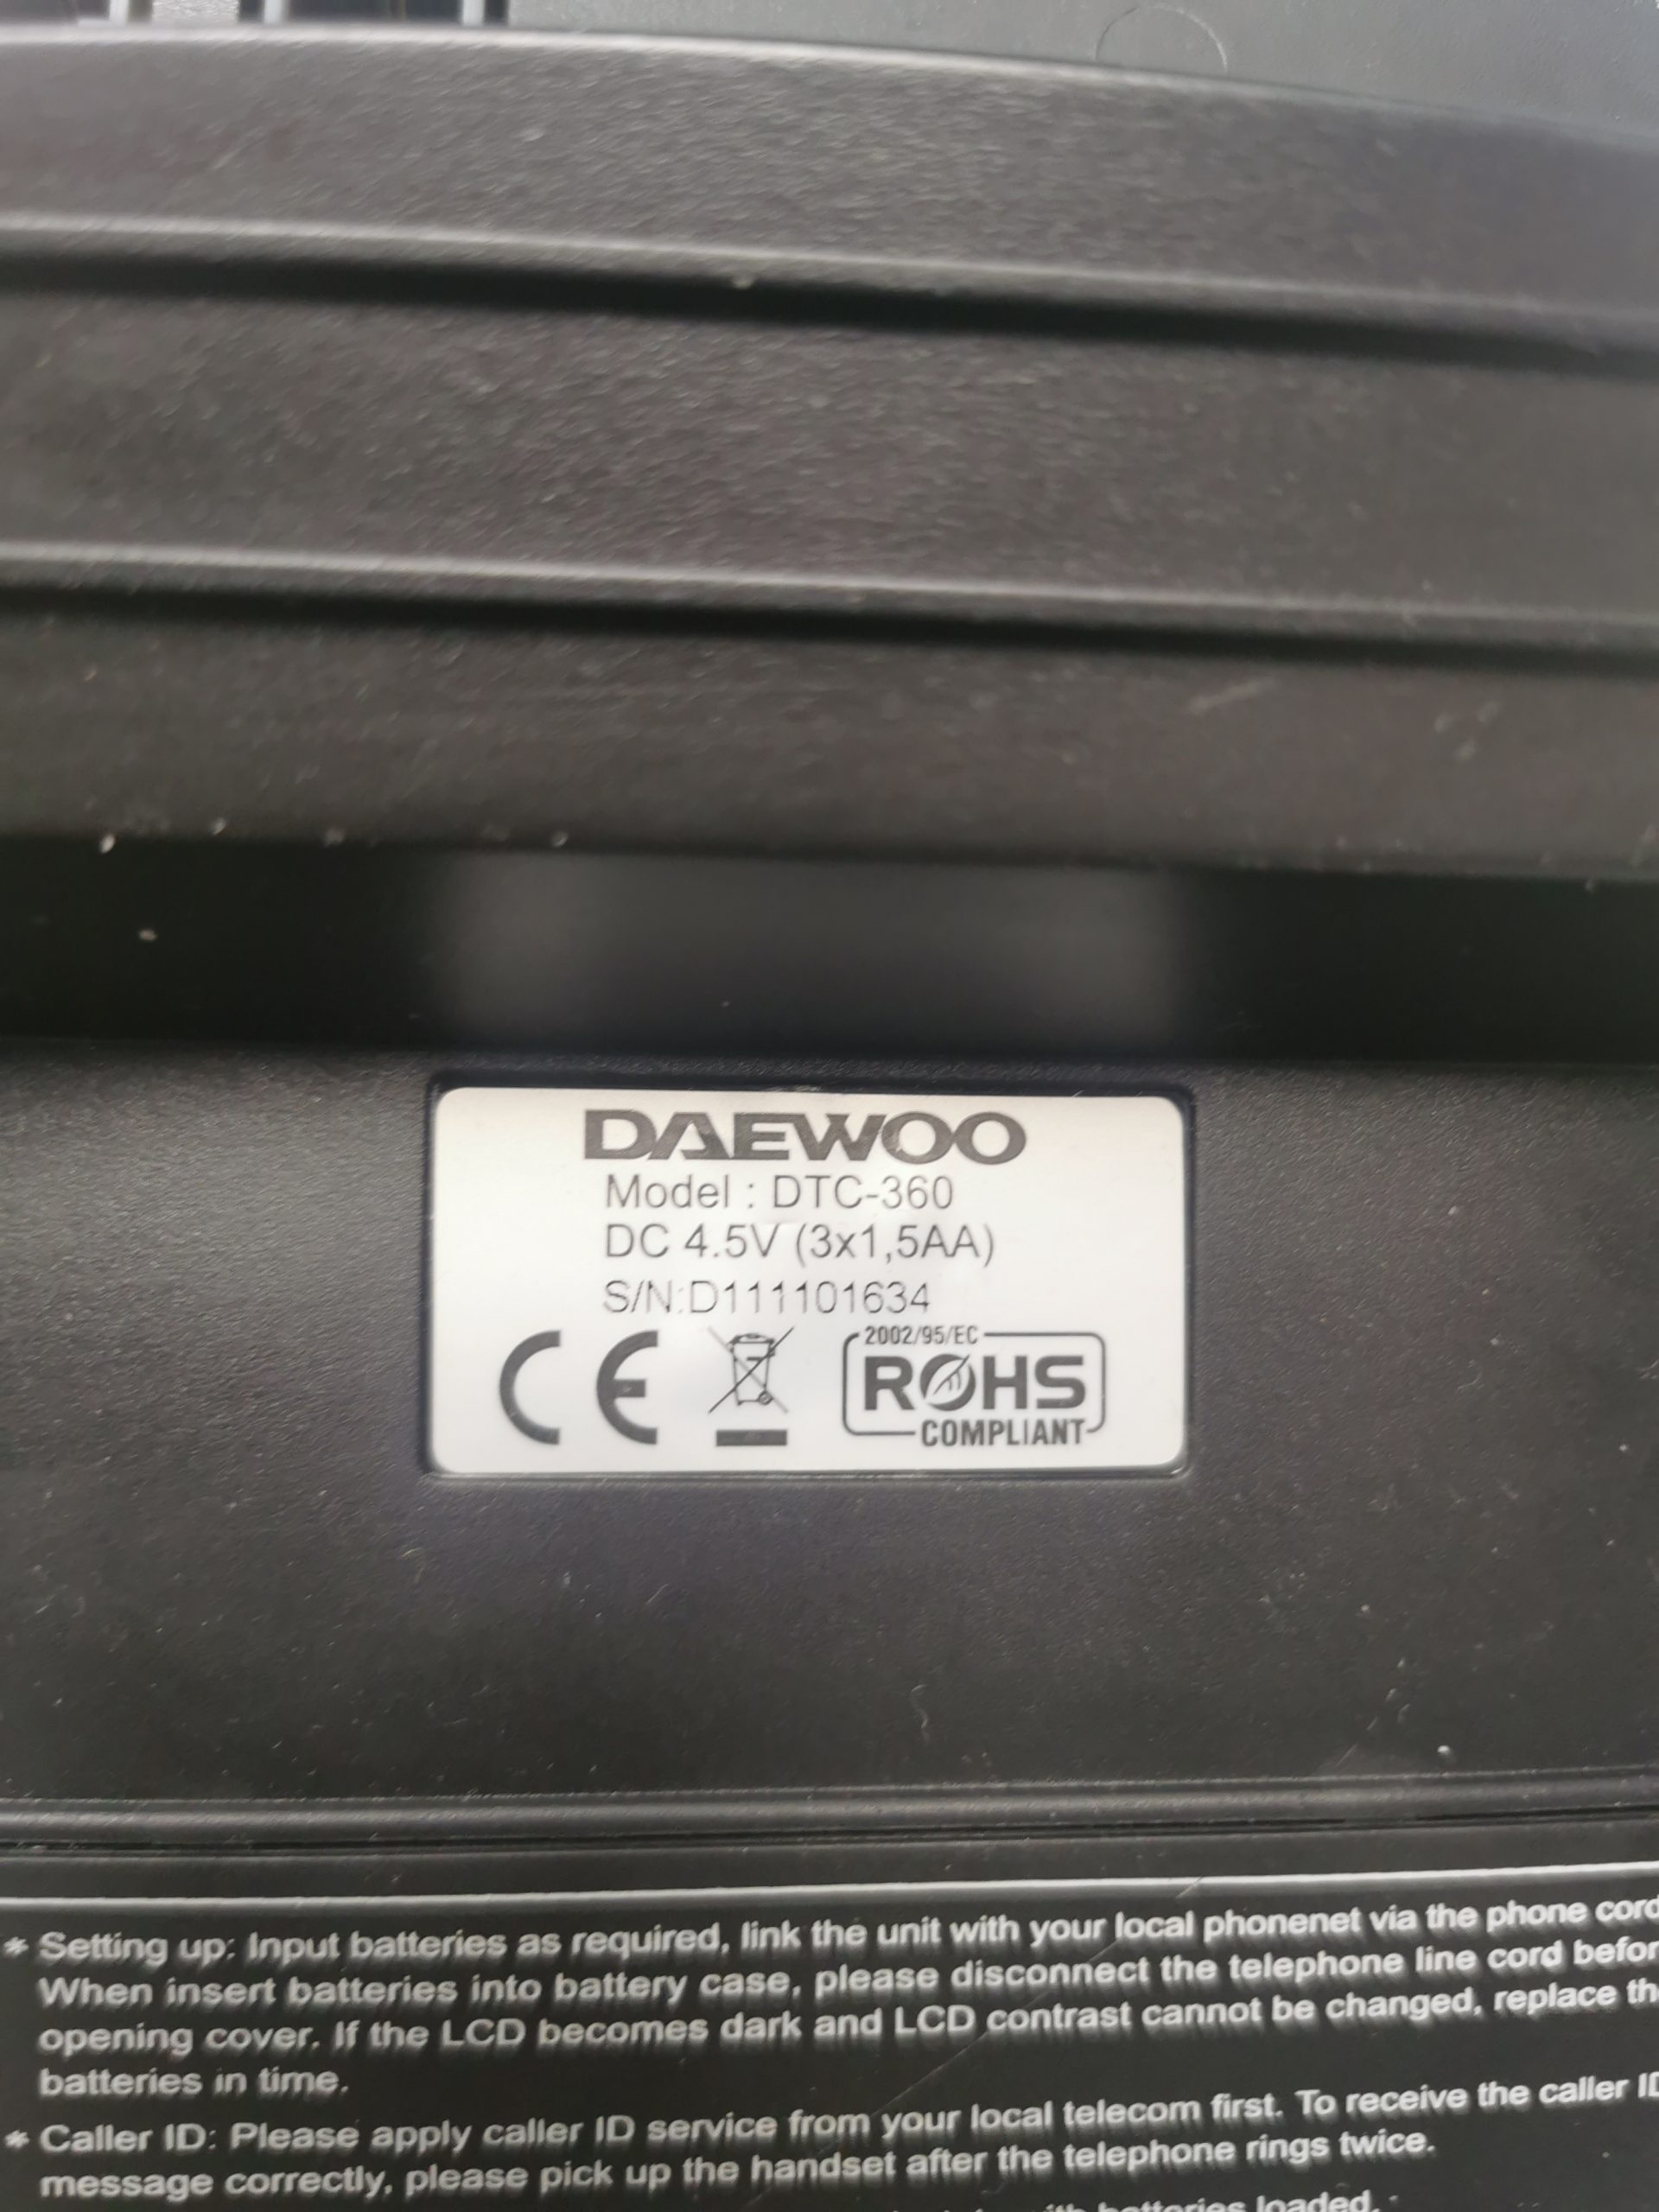 DAEWOO
Model : DTC-360
DC 4.5V (3x1,5AA)
S/N:D111101634
CE
2002/95/EC
ROHS
COMPLIANT
* Setting up: Input batteries as required, link the unit with your local phonenet via the phone cord
When insert batteries into battery case, please disconnect the telephone line cord befor
opening cover. If the LCD becomes dark and LCD contrast cannot be changed, replace th
batteries in time.
* Caller ID: Please apply caller ID service from your local telecom first. To receive the caller ID
message correctly, please pick up the handset after the telephone rings twice.
batteries loaded.